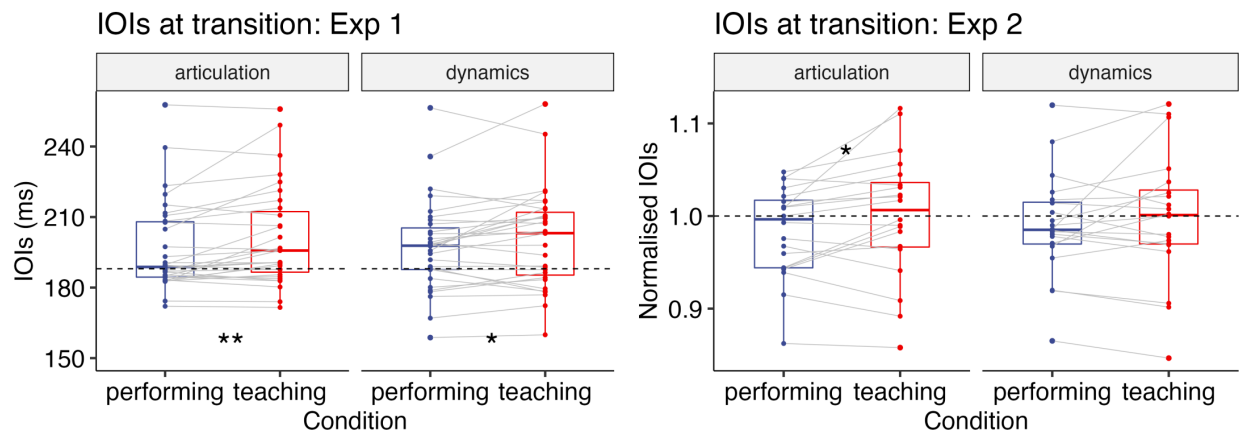 IOIs at transition: Exp 1
articulation
dynamics
IOIs (ms)
240
210
180
150
**
*
performing
teaching
performing
teaching
Condition
IOIs at transition: Exp 2
articulation
dynamics
Normalised IOIs
1.1
1.0
0.9
*
performing
teaching
performing
teaching
Condition